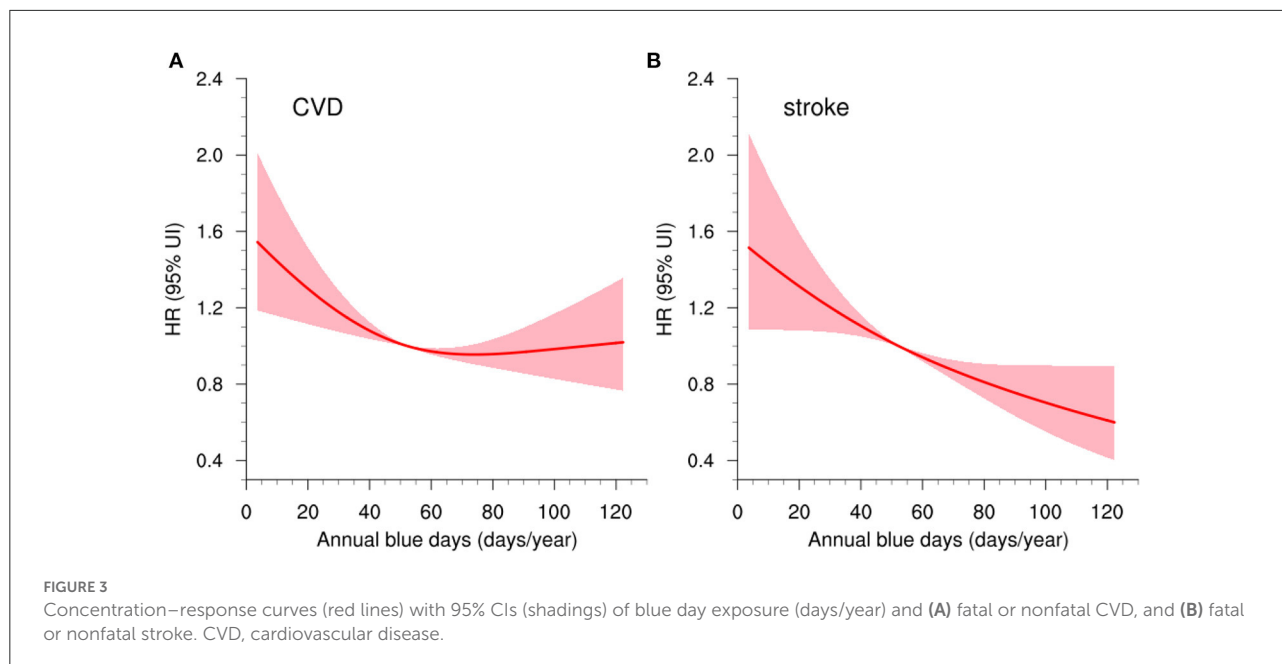 A
B
2.4
2.0
1.6
1.2
0.8
0.4
HR (95% UI)
CVD
0 20 40 60 80 100 120
Annual blue days (days/year)
2.4
2.0
1.6
1.2
0.8
0.4
HR (95% UI)
stroke
0 20 40 60 80 100 120
Annual blue days (days/year)
FIGURE 3
Concentration–response curves (red lines) with 95% CIs (shadings) of blue day exposure (days/year) and (A) fatal or nonfatal CVD, and (B) fatal
or nonfatal stroke. CVD, cardiovascular disease.